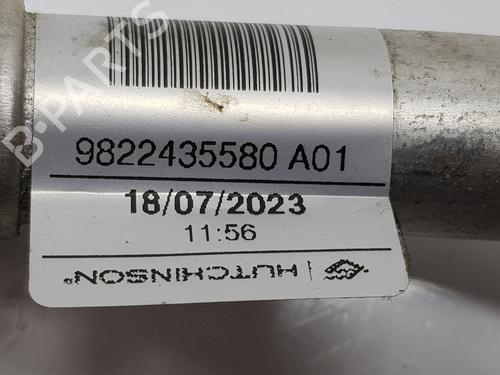 B-PARTS
9822435580 A01
18/07/2023
11:56
HUTCHINSON®